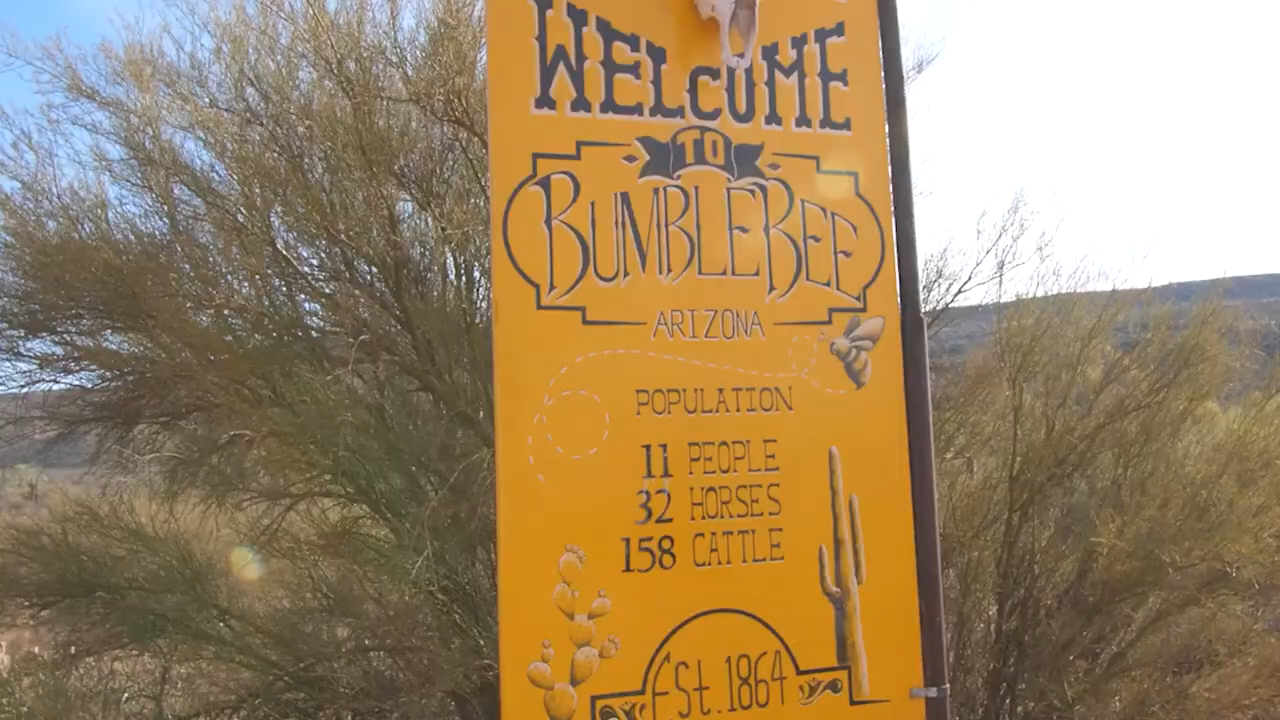 WELCOME
TO
BUMBLEBEE
ARIZONA
POPULATION
11 PEOPLE
32 HORSES
158 CATTLE
Est. 1864